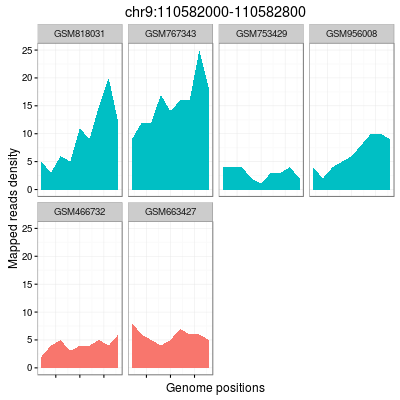 chr9:110582000-110582800
GSM818031 GSM767343 GSM753429 GSM956008
25
20
15
10
5
0
GSM466732 GSM663427
25
20
15
10
5
0
Mapped reads density
Genome positions